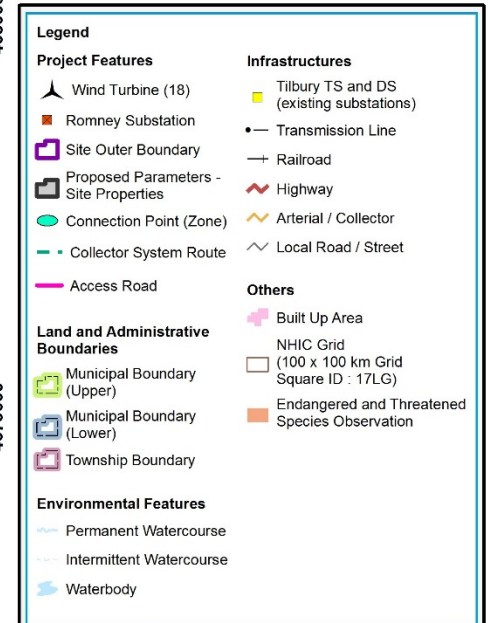 Legend
Project Features
Wind Turbine (18)
Romney Substation
Site Outer Boundary
Proposed Parameters -
Site Properties
Connection Point (Zone)
Collector System Route
Access Road
Land and Administrative
Boundaries
Municipal Boundary
(Upper)
Municipal Boundary
(Lower)
Township Boundary
Environmental Features
Permanent Watercourse
Intermittent Watercourse
Waterbody
Infrastructures
Tilbury TS and DS
(existing substations)
Transmission Line
Railroad
Highway
Arterial / Collector
Local Road / Street
Others
Built Up Area
NHIC Grid
(100 x 100 km Grid
Square ID : 17LG)
Endangered and Threatened
Species Observation